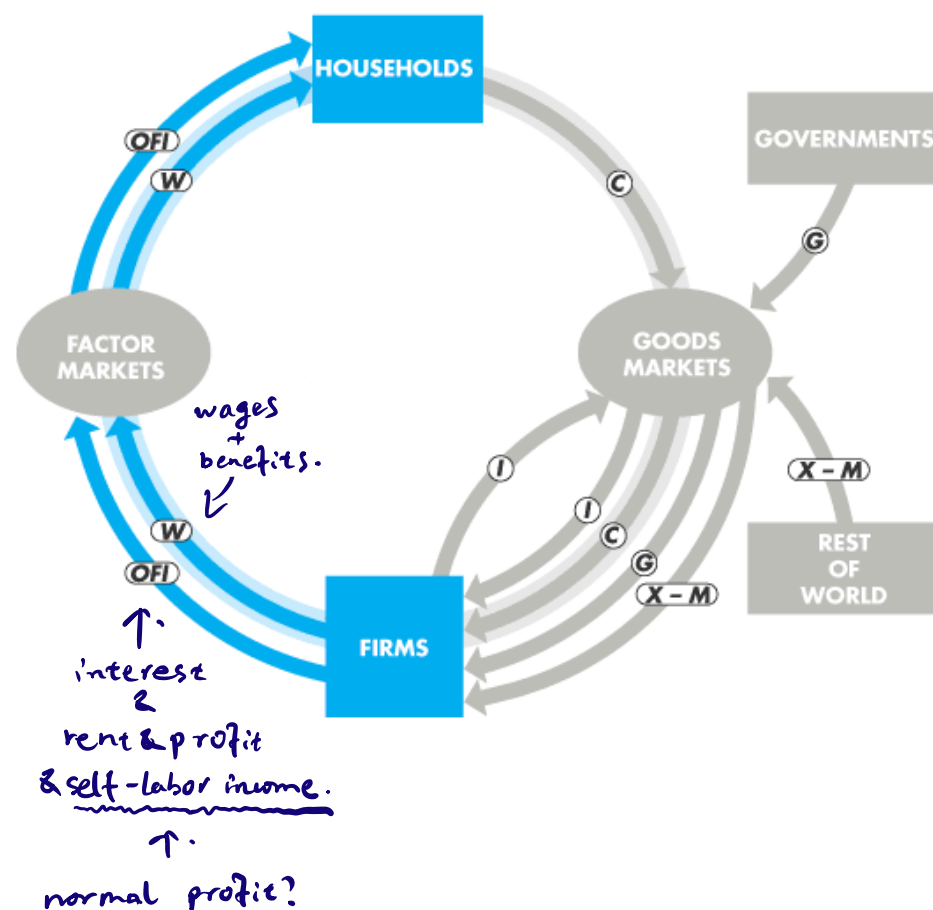 HOUSEHOLDS
GOVERNMENTS
OFI
W
C
G
FACTOR
MARKETS
GOODS
MARKETS
wages
+
benefits.
I
X – M
W
OFI
I
C
G
X – M
REST
OF
WORLD
FIRMS
interest
&
rent & profit
& self-labor income.
normal profit?